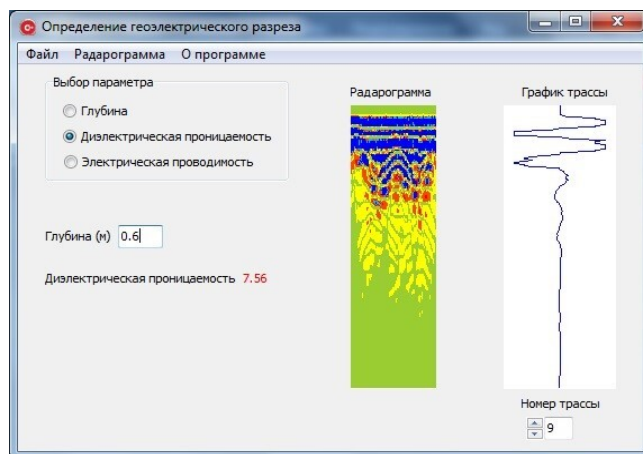 Определение геоэлектрического разреза
Файл Радарограмма О программе
Выбор параметра
Глубина
Диэлектрическая проницаемость
Электрическая проводимость
Глубина (м) 0.6
Диэлектрическая проницаемость 7.56
Радарограмма
График трассы
Номер трассы
9